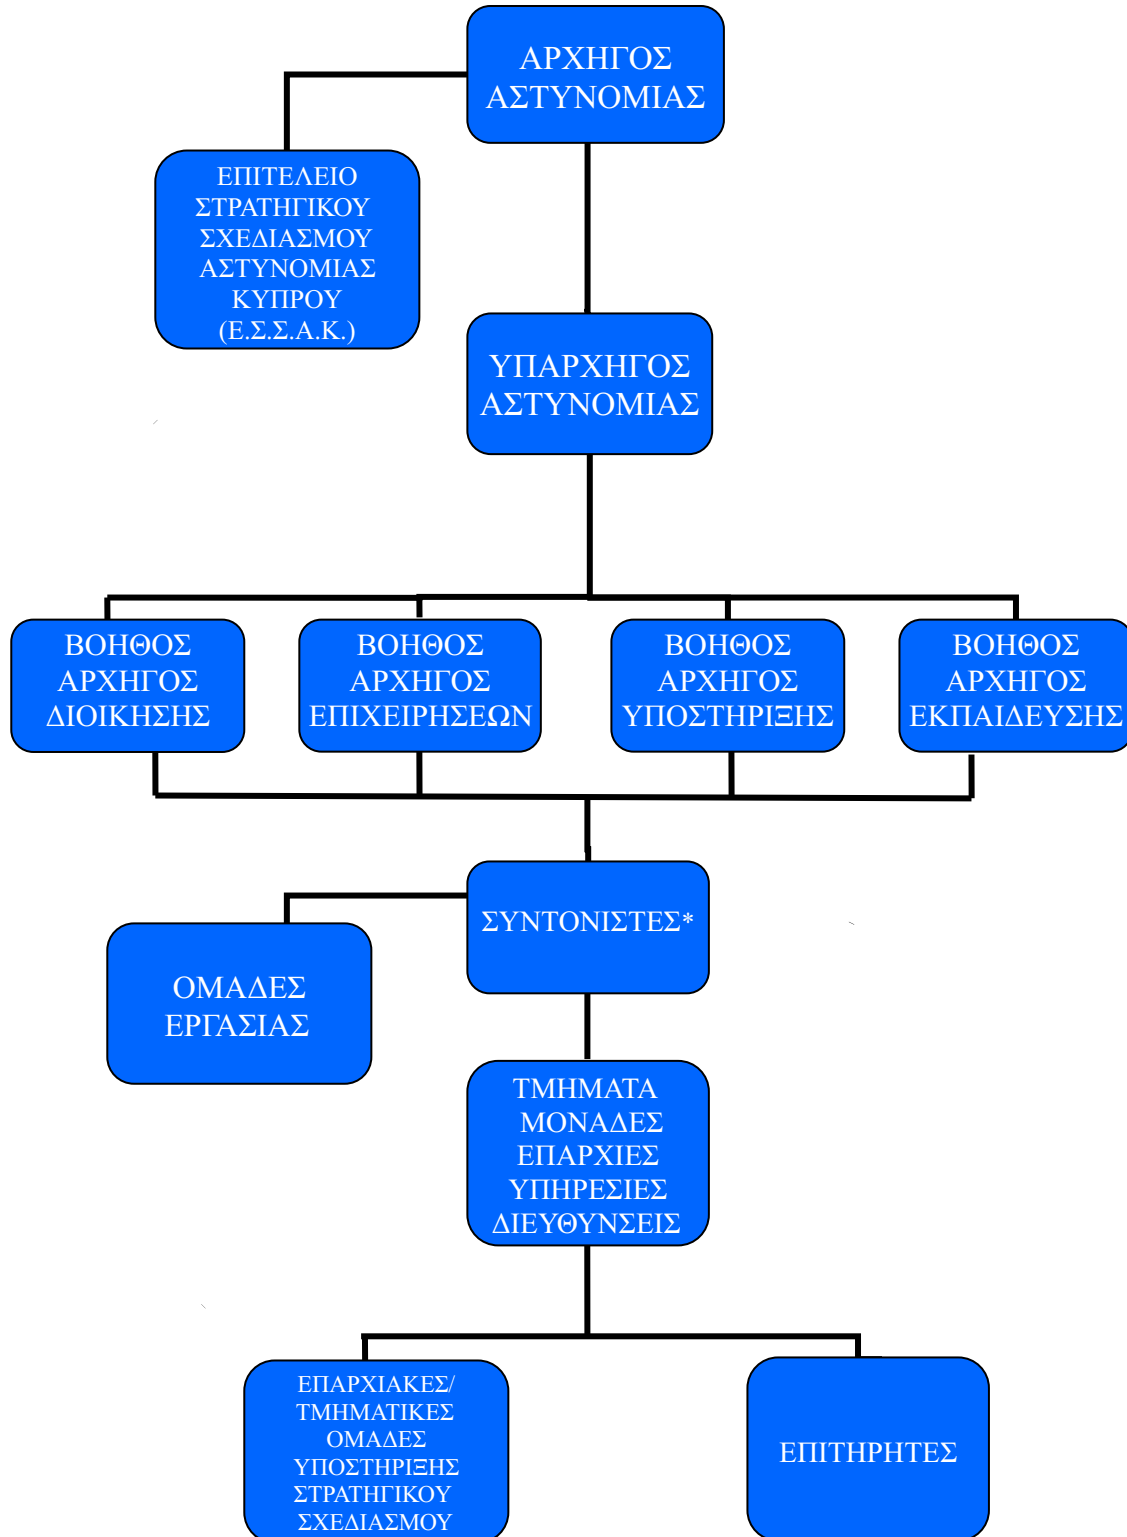 ΑΡΧΗΓΟΣ
ΑΣΤΥΝΟΜΙΑΣ
ΕΠΙΤΕΛΕΙΟ
ΣΤΡΑΤΗΓΙΚΟΥ
ΣΧΕΔΙΑΣΜΟΥ
ΑΣΤΥΝΟΜΙΑΣ
ΚΥΠΡΟΥ
(Ε.Σ.Σ.Α.Κ.)
ΥΠΑΡΧΗΓΟΣ
ΑΣΤΥΝΟΜΙΑΣ
ΒΟΗΘΟΣ
ΑΡΧΗΓΟΣ
ΔΙΟΙΚΗΣΗΣ
ΒΟΗΘΟΣ
ΑΡΧΗΓΟΣ
ΕΠΙΧΕΙΡΗΣΕΩΝ
ΒΟΗΘΟΣ
ΑΡΧΗΓΟΣ
ΥΠΟΣΤΗΡΙΞΗΣ
ΒΟΗΘΟΣ
ΑΡΧΗΓΟΣ
ΕΚΠΑΙΔΕΥΣΗΣ
ΣΥΝΤΟΝΙΣΤΕΣ*
ΟΜΑΔΕΣ
ΕΡΓΑΣΙΑΣ
ΤΜΗΜΑΤΑ
ΜΟΝΑΔΕΣ
ΕΠΑΡΧΙΕΣ
ΥΠΗΡΕΣΙΕΣ
ΔΙΕΥΘΥΝΣΕΙΣ
ΕΠΑΡΧΙΑΚΕΣ/
ΤΜΗΜΑΤΙΚΕΣ
ΟΜΑΔΕΣ
ΥΠΟΣΤΗΡΙΞΗΣ
ΣΤΡΑΤΗΓΙΚΟΥ
ΣΧΕΔΙΑΣΜΟΥ
ΕΠΙΤΗΡΗΤΕΣ